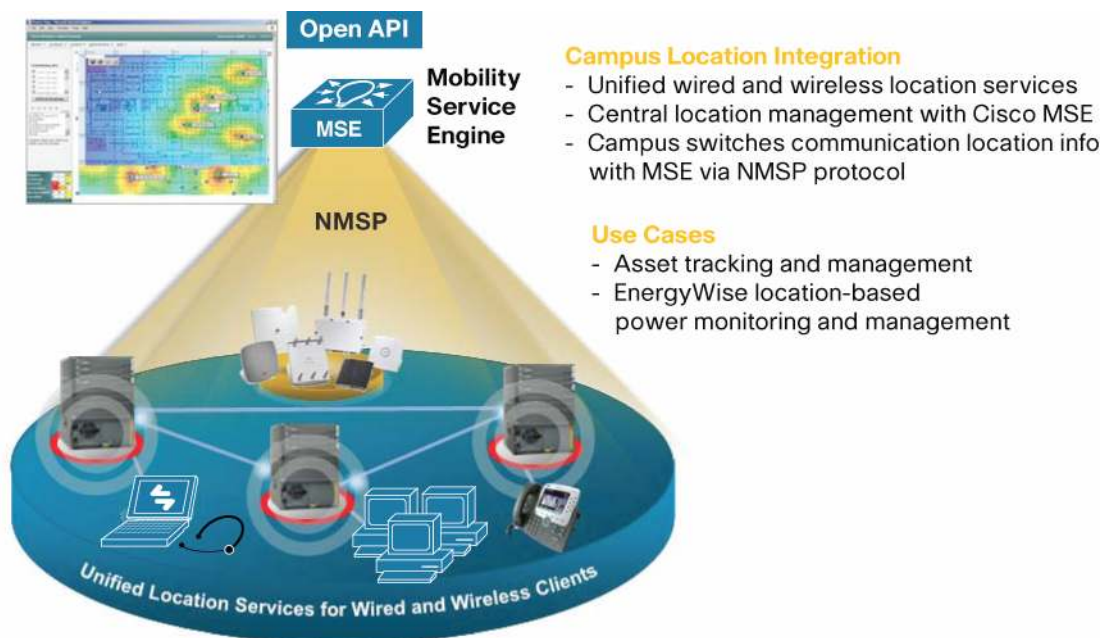 Open API
MSE
Mobility
Service
Engine
NMSP
Unified Location Services for Wired and Wireless Clients
Campus Location Integration
- Unified wired and wireless location services
- Central location management with Cisco MSE
- Campus switches communication location info
with MSE via NMSP protocol
Use Cases
- Asset tracking and management
- EnergyWise location-based
power monitoring and management